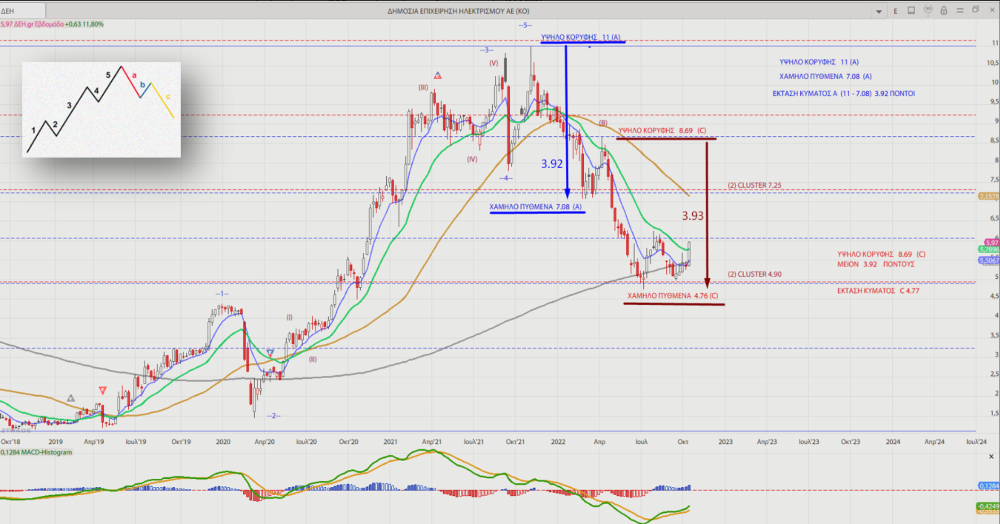 ΔΕΗ
ΔΗΜΟΣΙΑ ΕΠΙΧΕΙΡΗΣΗ ΗΛΕΚΤΡΙΣΜΟΥ ΑΕ (ΚΟ)
E
5,97 ΔΕΗ.gr Εβδομάδα +0,63 11,80%
--5--
ΥΨΗΛΟ ΚΟΡΥΦΗΣ 11 (A)
11
--3--
(V)
ΥΨΗΛΟ ΚΟΡΥΦΗΣ 11 (A)
10,5
5
a
ΧΑΜΗΛΟ ΠΥΘΜΕΝΑ 7.08 (A)
10
b
4
(III)
c
ΕΚΤΑΣΗ ΚΥΜΑΤΟΣ Α (11 - 7.08) 3.92 ΠΟΝΤΟΙ
3
9,5
2
1
(B)
9
ΥΨΗΛΟ ΚΟΡΥΦΗΣ 8.69 (C)
8,5
(IV)
3.92
8
--4--
7,5
(2) CLUSTER 7.25
7,1578
ΧΑΜΗΛΟ ΠΥΘΜΕΝΑ 7.08 (A)
3.93
6,5
5,97
5,7896
ΥΨΗΛΟ ΚΟΡΥΦΗΣ 8.69 (C)
5,5067
ΜΕΙΟΝ 3.92 ΠΟΝΤΟΥΣ
(2) CLUSTER 4.90
5
ΕΚΤΑΣΗ ΚΥΜΑΤΟΣ C 4.77
--1--
ΧΑΜΗΛΟ ΠΥΘΜΕΝΑ 4.76 (C)
4,5
(I)
4
3,5
(II)
3
2,5
2
1,5
--2--
ZTRADE
Οκτ'18 2019 Απρ'19 Ιουλ'19 Οκτ'19 2020 Απρ'20 Ιουλ'20 Οκτ'20 2021 Απρ'21 Ιουλ'21 Οκτ'21 2022 Απρ Ιουλ Οκτ 2023 Απρ'23 Ιουλ'23 Οκτ'23 2024 Απρ'24 Ιουλ'24
0,1284 MACD-Histogram
0,1284
-0,4249